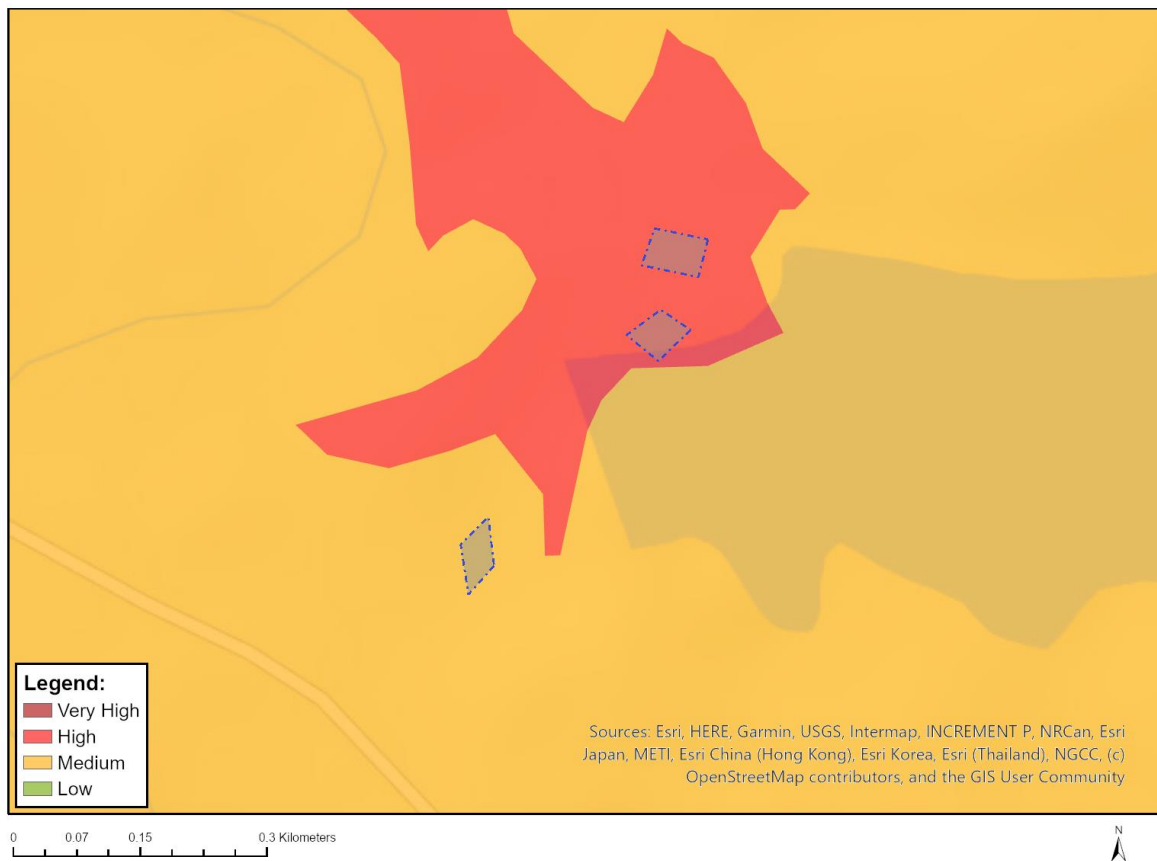 Legend:
Very High
High
Medium
Low
Sources: Esri, HERE, Garmin, USGS, Intermap, INCREMENT P, NRCan, Esri
Japan, METI, Esri China (Hong Kong), Esri Korea, Esri (Thailand), NGCC, (c)
OpenStreetMap contributors, and the GIS User Community
0 0.07 0.15 0.3 Kilometers
N